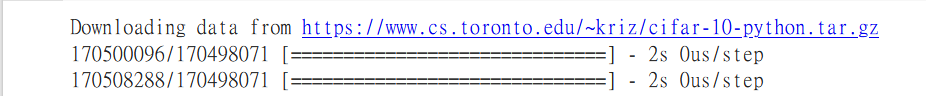 Downloading data from https://www.cs.toronto.edu/~kriz/cifar-10-python.tar.gz
170500096/170498071 [==============================] - 2s 0us/step
170508288/170498071 [==============================] - 2s 0us/step